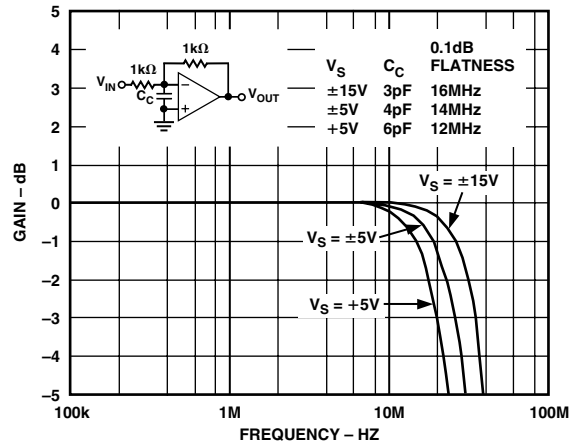 5
4
3
2
1
0
–1
–2
–3
–4
–5
GAIN – dB
1kΩ
1kΩ
VIN
CC
–
+
VOUT
0.1dB
VS CC FLATNESS
±15V 3pF 16MHz
±5V 4pF 14MHz
+5V 6pF 12MHz
VS = ±15V
VS = ±5V
VS = +5V
100k 1M 10M 100M
FREQUENCY – HZ